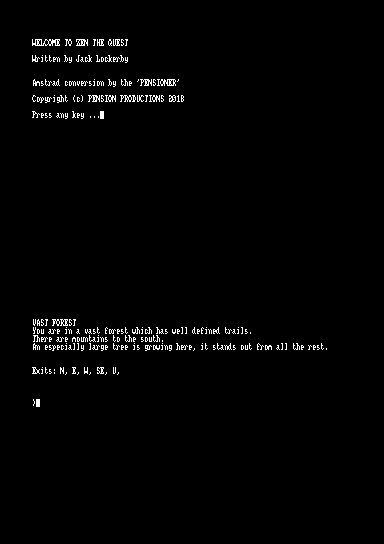 WELCOME TO ZEN THE QUEST
Written by Jack Lockerby
Amstrad conversion by the 'PENSIONER'
Copyright (c) PENSION PRODUCTIONS 2018
Press any key ...
VAST FOREST
You are in a vast forest which has well defined trails.
There are mountains to the south.
An especially large tree is growing here, it stands out from all the rest.
Exits: N, E, W, SE, U,
>